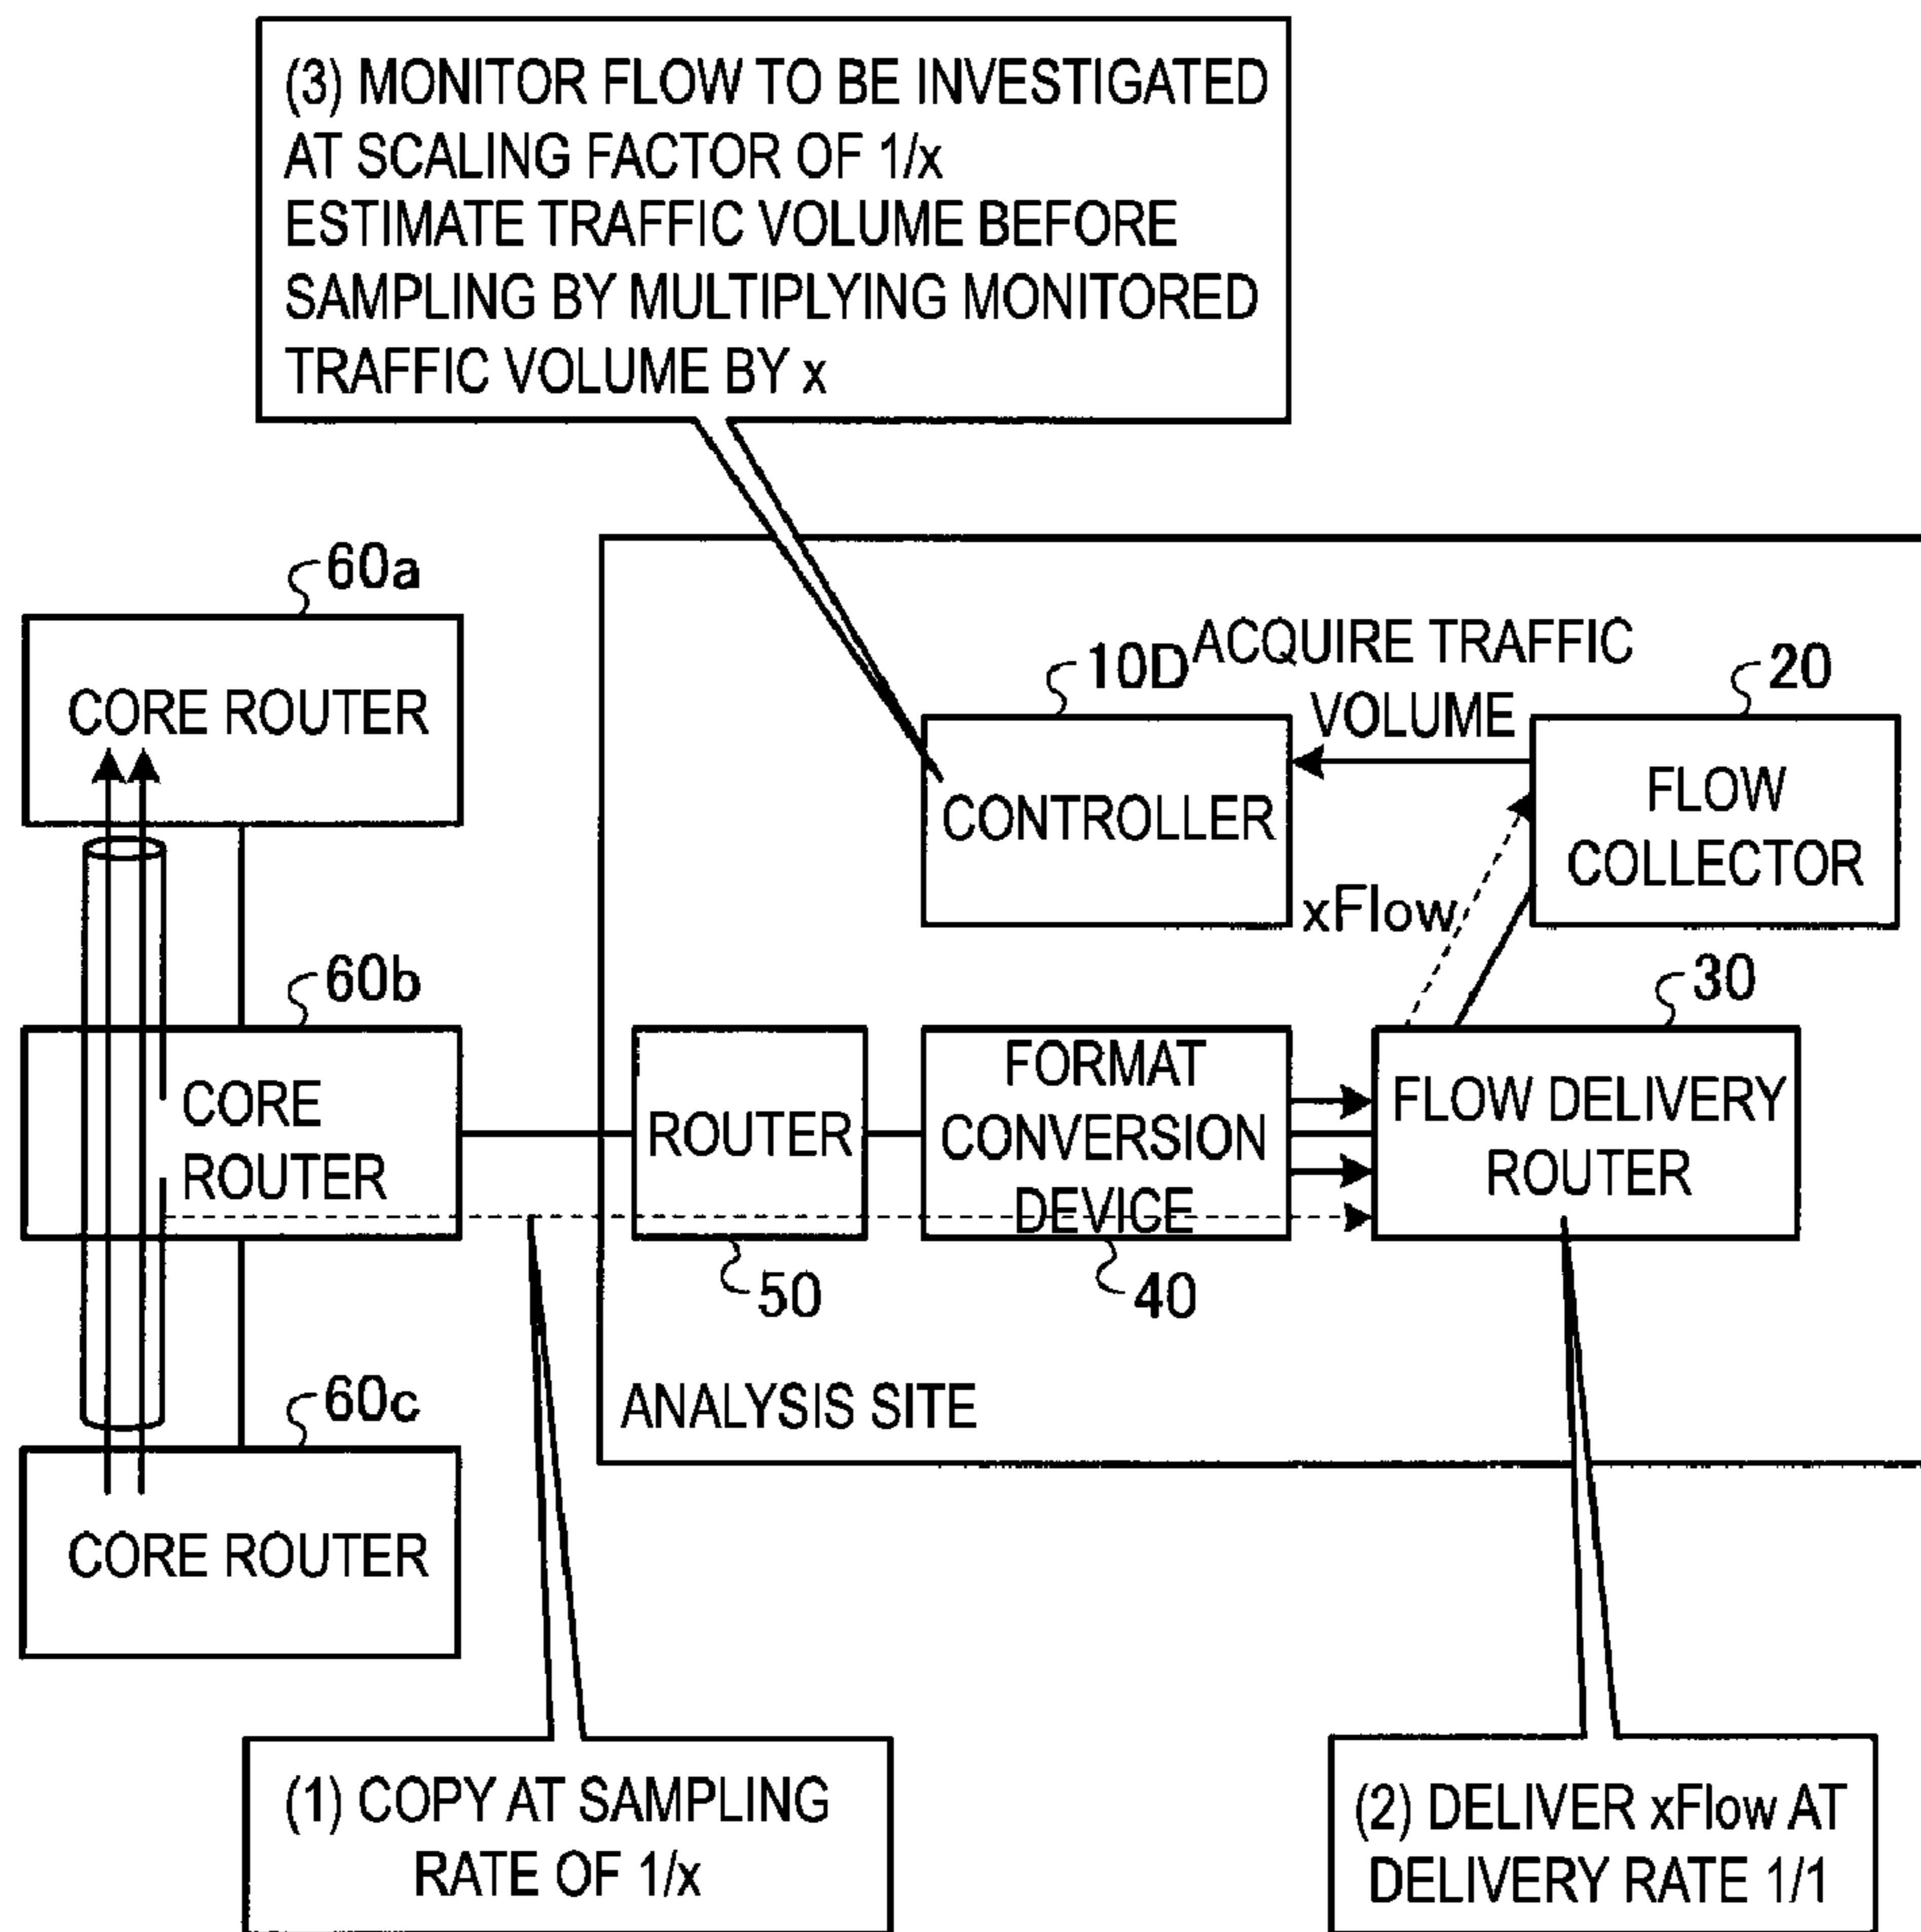 (3) MONITOR FLOW TO BE INVESTIGATED
AT SCALING FACTOR OF 1/x
ESTIMATE TRAFFIC VOLUME BEFORE
SAMPLING BY MULTIPLYING MONITORED
TRAFFIC VOLUME BY x
60a
CORE ROUTER
10D
ACQUIRE TRAFFIC
VOLUME
20
CONTROLLER
FLOW
COLLECTOR
xFlow
60b
30
CORE
ROUTER
ROUTER
FORMAT
CONVERSION
DEVICE
FLOW DELIVERY
ROUTER
50
40
60c
ANALYSIS SITE
CORE ROUTER
(1) COPY AT SAMPLING
RATE OF 1/x
(2) DELIVER xFlow AT
DELIVERY RATE 1/1